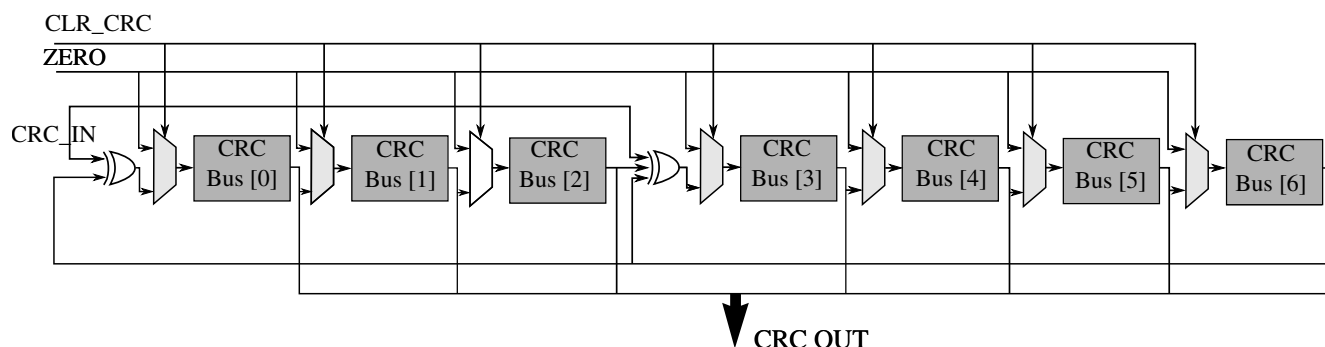 CLR_CRC
ZERO
CRC_IN
CRC
Bus [0]
CRC
Bus [1]
CRC
Bus [2]
CRC
Bus [3]
CRC
Bus [4]
CRC
Bus [5]
CRC
Bus [6]
CRC OUT